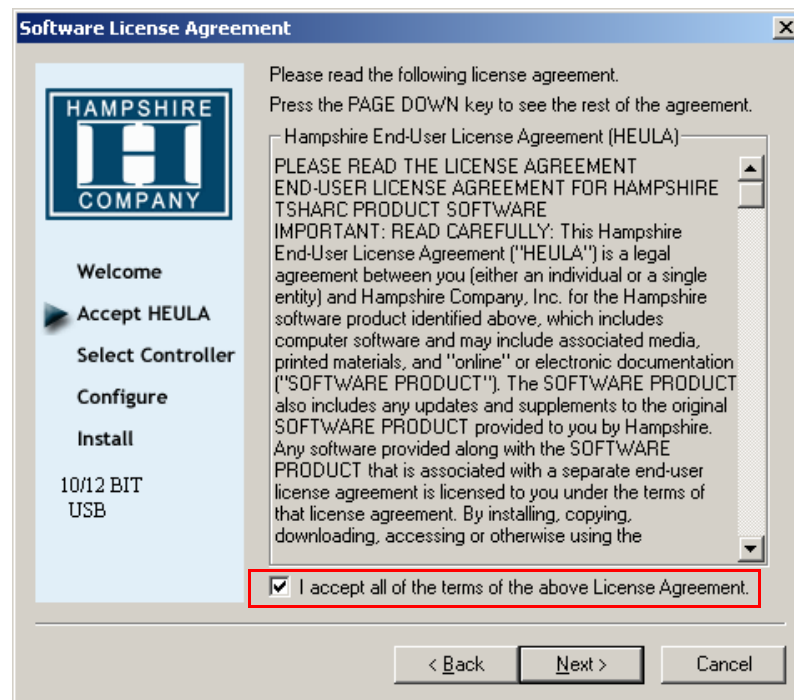 Software License Agreement
HAMPSHIRE
H
COMPANY
Welcome
Accept HEULA
Select Controller
Configure
Install
10/12 BIT
USB
Please read the following license agreement.
Press the PAGE DOWN key to see the rest of the agreement.
Hampshire End-User License Agreement (HEULA)
PLEASE READ THE LICENSE AGREEMENT
END-USER LICENSE AGREEMENT FOR HAMPSHIRE
TSHARC PRODUCT SOFTWARE
IMPORTANT: READ CAREFULLY: This Hampshire
End-User License Agreement ("HEULA") is a legal
agreement between you (either an individual or a single
entity) and Hampshire Company, Inc. for the Hampshire
software product identified above, which includes
computer software and may include associated media,
printed materials, and "online" or electronic documentation
("SOFTWARE PRODUCT"). The SOFTWARE PRODUCT
also includes any updates and supplements to the original
SOFTWARE PRODUCT provided to you by Hampshire.
Any software provided along with the SOFTWARE
PRODUCT that is associated with a separate end-user
license agreement is licensed to you under the terms of
that license agreement. By installing, copying,
downloading, accessing or otherwise using the
I accept all of the terms of the above License Agreement.
< Back
Next >
Cancel